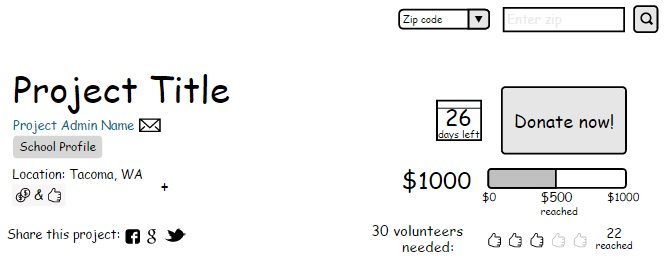 Zip code
Enter zip
Project Title
Project Admin Name
School Profile
26
days left
Donate now!
Location: Tacoma, WA
&
+
$1000
$0 $500 $1000
reached
Share this project: f g
30 volunteers
needed:
22
reached